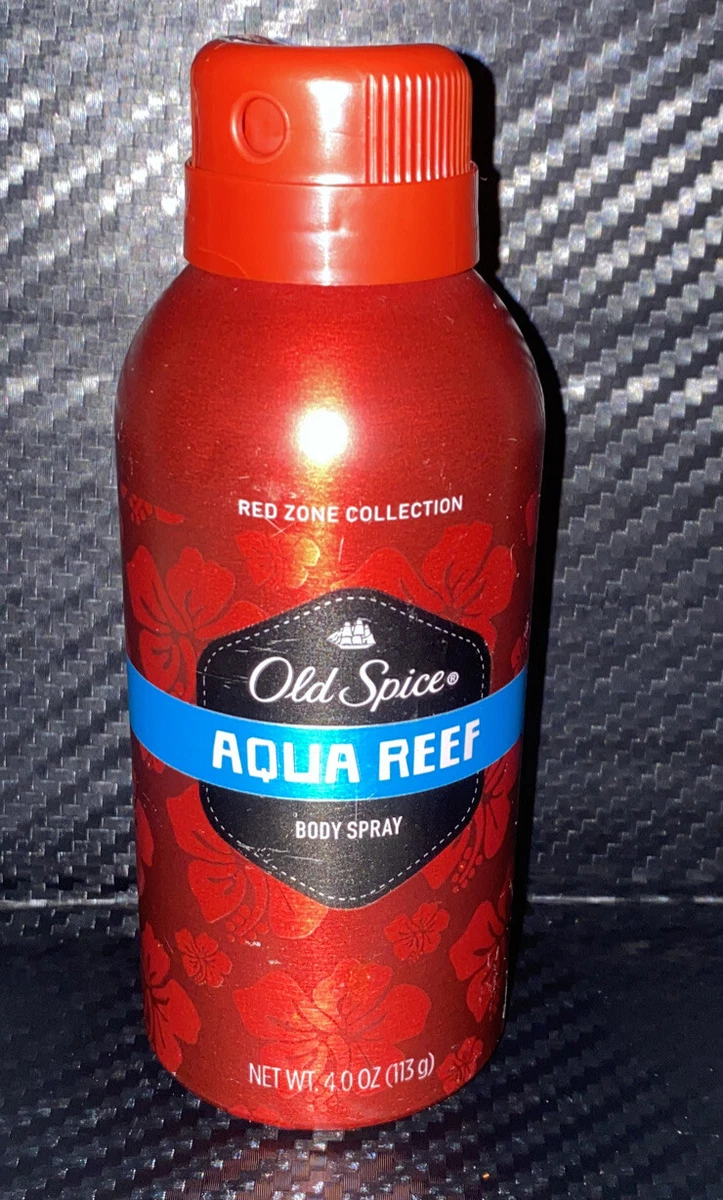 RED ZONE COLLECTION
Old Spice®
AQUA REEF
BODY SPRAY
NET WT. 4.0 OZ (113 g)